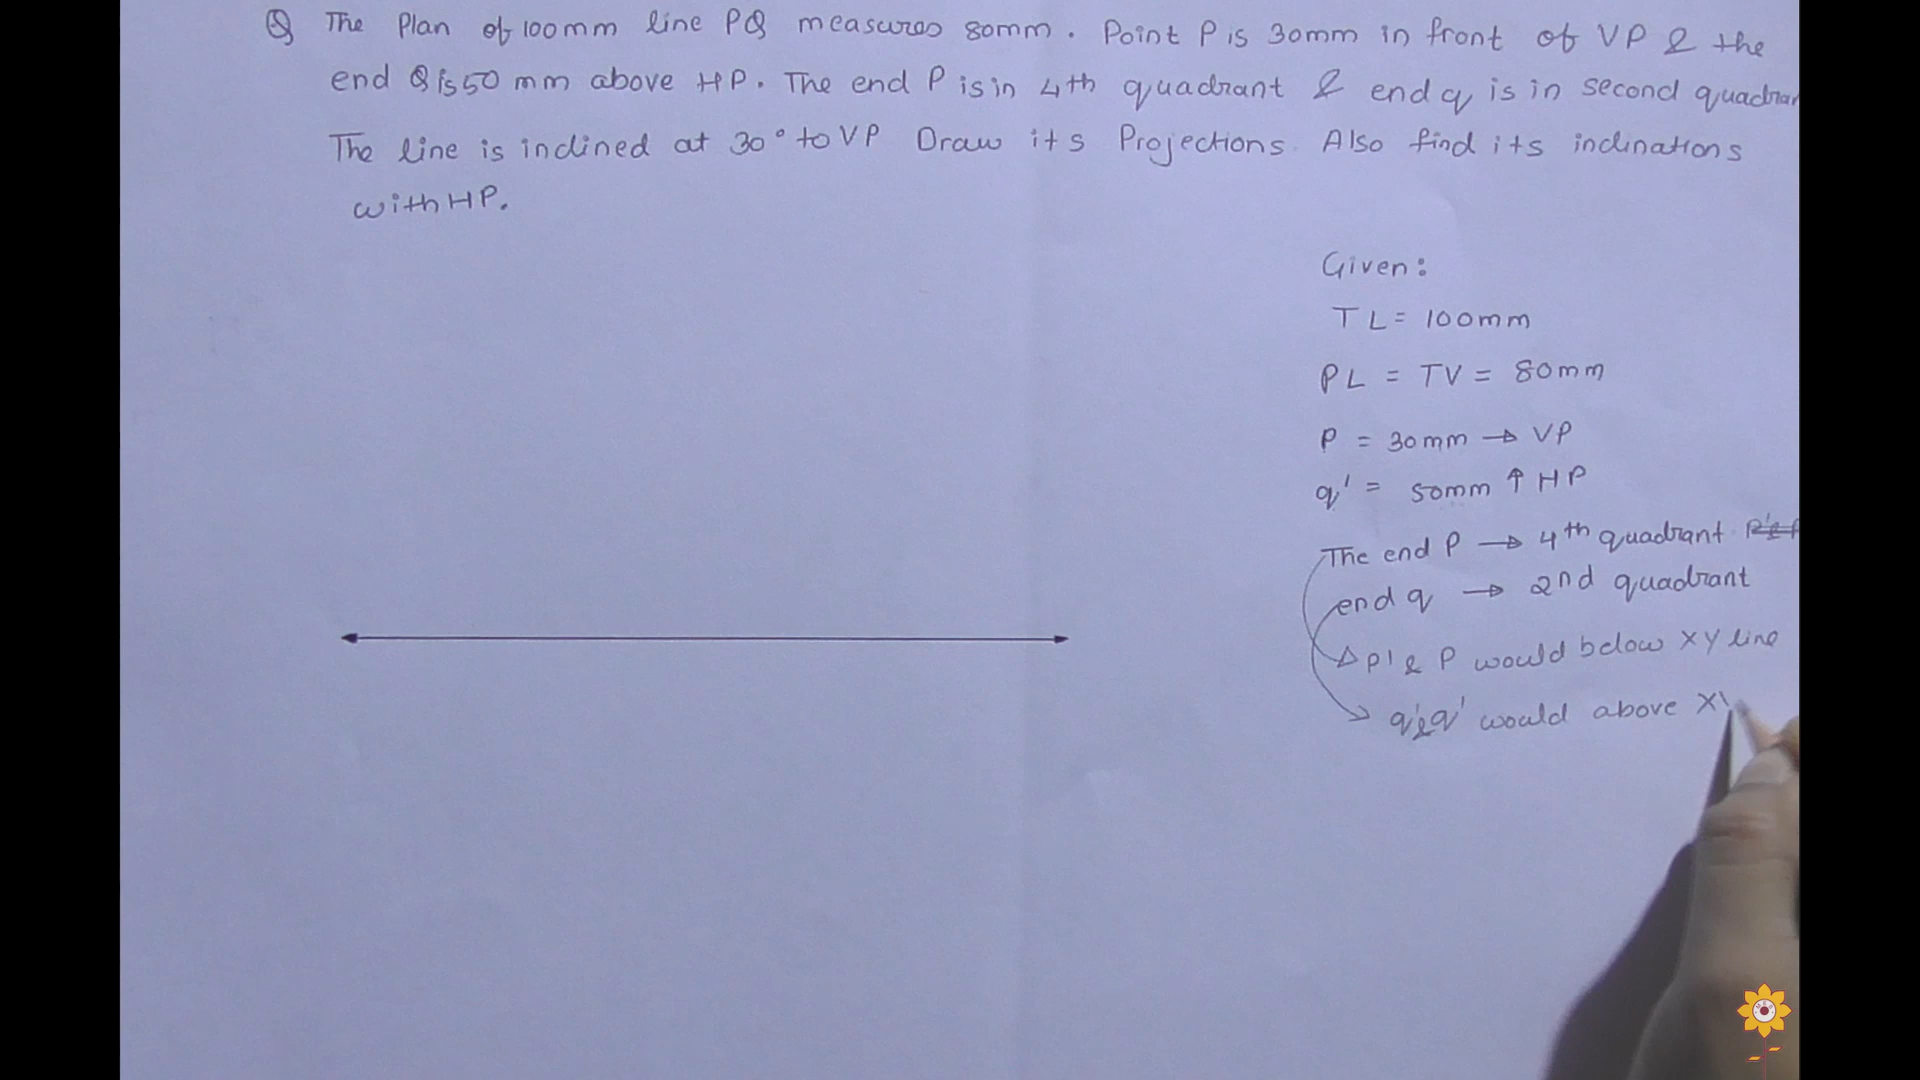 Q The Plan of 100mm line PQ measures 80mm. Point P is 30mm in front of VP & the
end Q is 50 mm above HP. The end P is in 4th quadrant & end q is in second quadran
The line is inclined at 30° to VP Draw its Projections. Also find its inclinations
with HP.
Given:
TL = 100mm
PL = TV = 80mm
P = 30mm → VP
q' = 50mm ↑ HP
The end P → 4th quadrant
end q → 2nd quadrant
P' & P would below XY line
q' & q' would above X